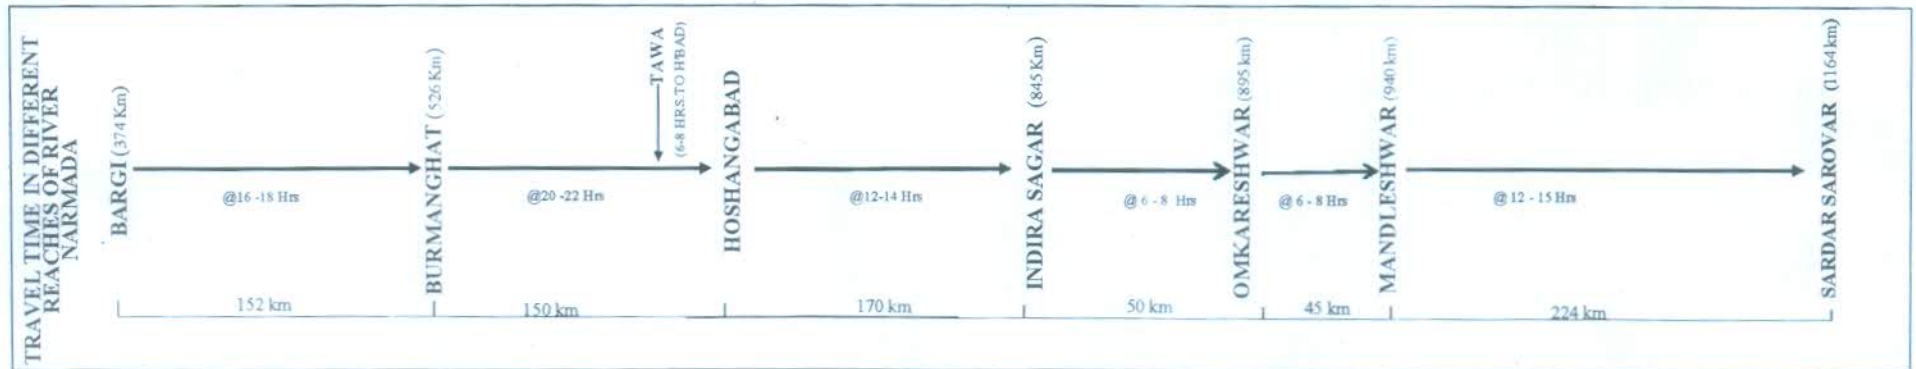 TRAVEL TIME IN DIFFERENT
REACHES OF RIVER
NARMADA
BARGI (374 Km)
@16 -18 Hrs
BURMANGHAT (526 Km)
@20 -22 Hrs
TAWA
(6-8 HRS.TO H'BAD)
HOSHANGABAD
@12-14 Hrs
INDIRA SAGAR (845 Km)
@ 6 - 8 Hrs
OMKARESHWAR (895 km)
@ 6 - 8 Hrs
MANDLESHWAR (940 km)
@ 12 - 15 Hrs
SARDAR SAROVAR (1164 km)
152 km
150 km
170 km
50 km
45 km
224 km